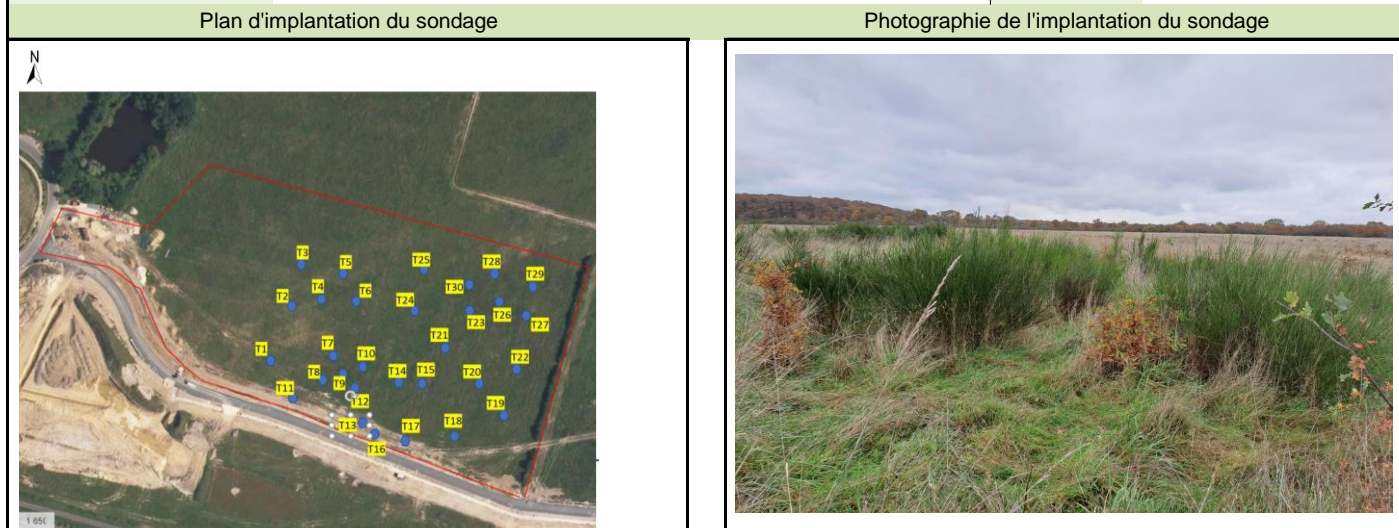 Plan d'implantation du sondage
Photographie de l'implantation du sondage
N
T3
T5
T25
T28
T29
T30
T4
T6
T2
T24
T26
T23
T27
T21
T7
T10
T1
T22
T8
T9
T14
T15
T20
T11
T12
T19
T13
T17
T18
T16